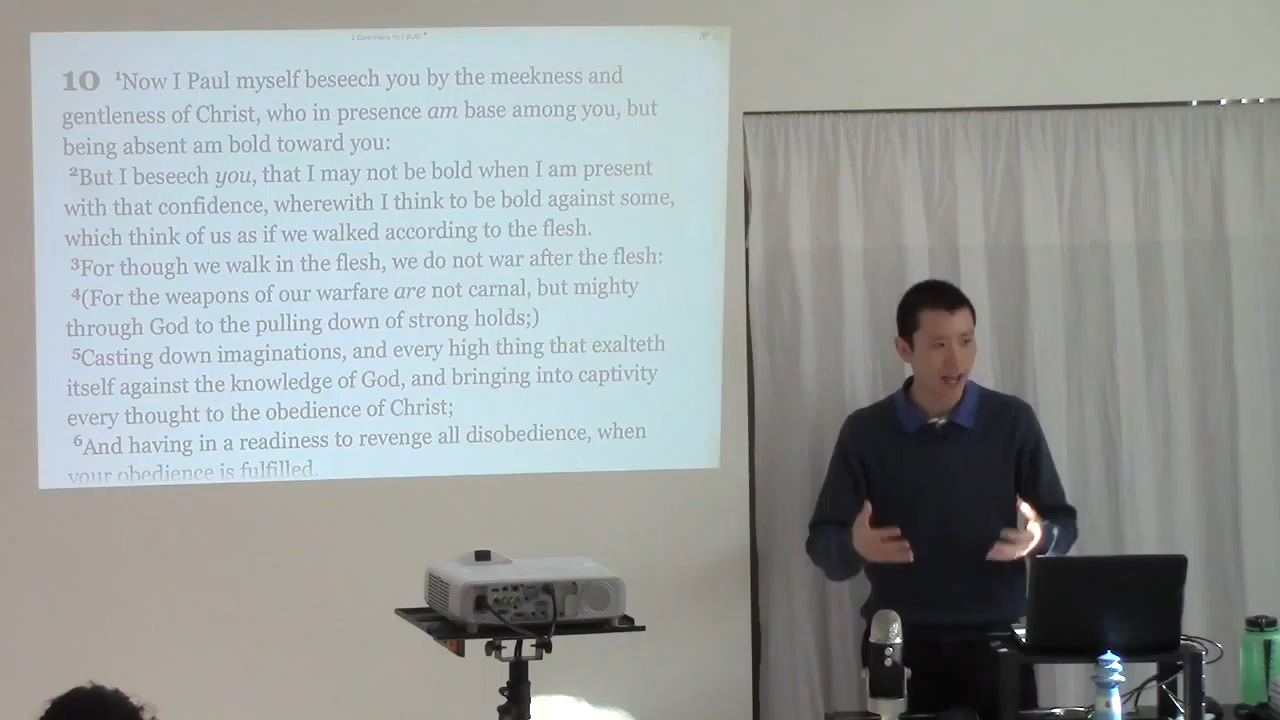 2 Corinthians 10:1 (KJV)
10 1Now I Paul myself beseech you by the meekness and
gentleness of Christ, who in presence am base among you, but
being absent am bold toward you:
2But I beseech you, that I may not be bold when I am present
with that confidence, wherewith I think to be bold against some,
which think of us as if we walked according to the flesh.
3For though we walk in the flesh, we do not war after the flesh:
4(For the weapons of our warfare are not carnal, but mighty
through God to the pulling down of strong holds;)
5Casting down imaginations, and every high thing that exalteth
itself against the knowledge of God, and bringing into captivity
every thought to the obedience of Christ;
6And having in a readiness to revenge all disobedience, when
your obedience is fulfilled.